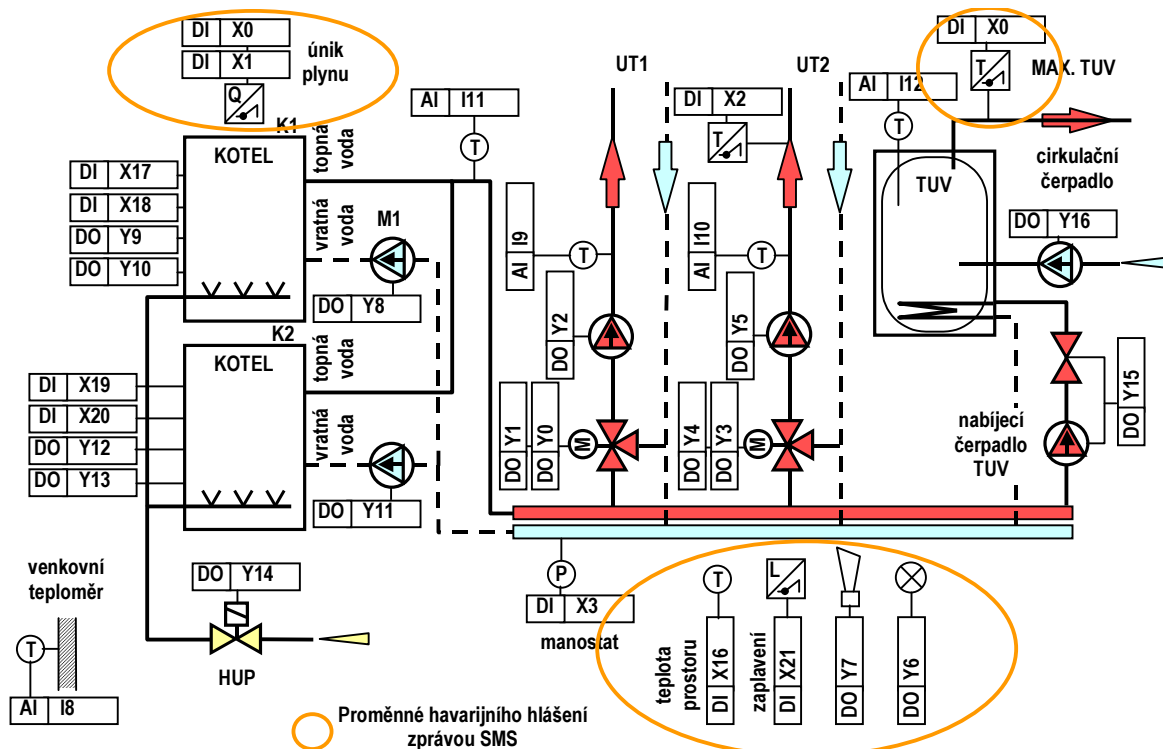 DI X0
DI X1
únik
plynu
Q
K1
KOTEL
topná
voda
vratná
voda
DI X17
DI X18
DO Y9
DO Y10
M1
DO Y8
AI I11
T
K2
KOTEL
topná
voda
vratná
voda
DI X19
DI X20
DO Y12
DO Y13
DO Y11
venkovní
teploměr
T
AI I8
DO Y14
HUP
UT1
AI I9
T
DO Y2
DO Y1
DO Y0
M
UT2
DI X2
T
AI I10
T
DO Y5
DO Y4
DO Y3
M
DI X0
T
MAX. TUV
AI I12
T
TUV
cirkulační
čerpadlo
DO Y16
nabíjecí
čerpadlo
TUV
DO Y15
P
DI X3
manostat
T
teplota
prostoru
DI X16
L
zaplavení
DI X21
DO Y7
DO Y6
Proměnné havarijního hlášení
zprávou SMS